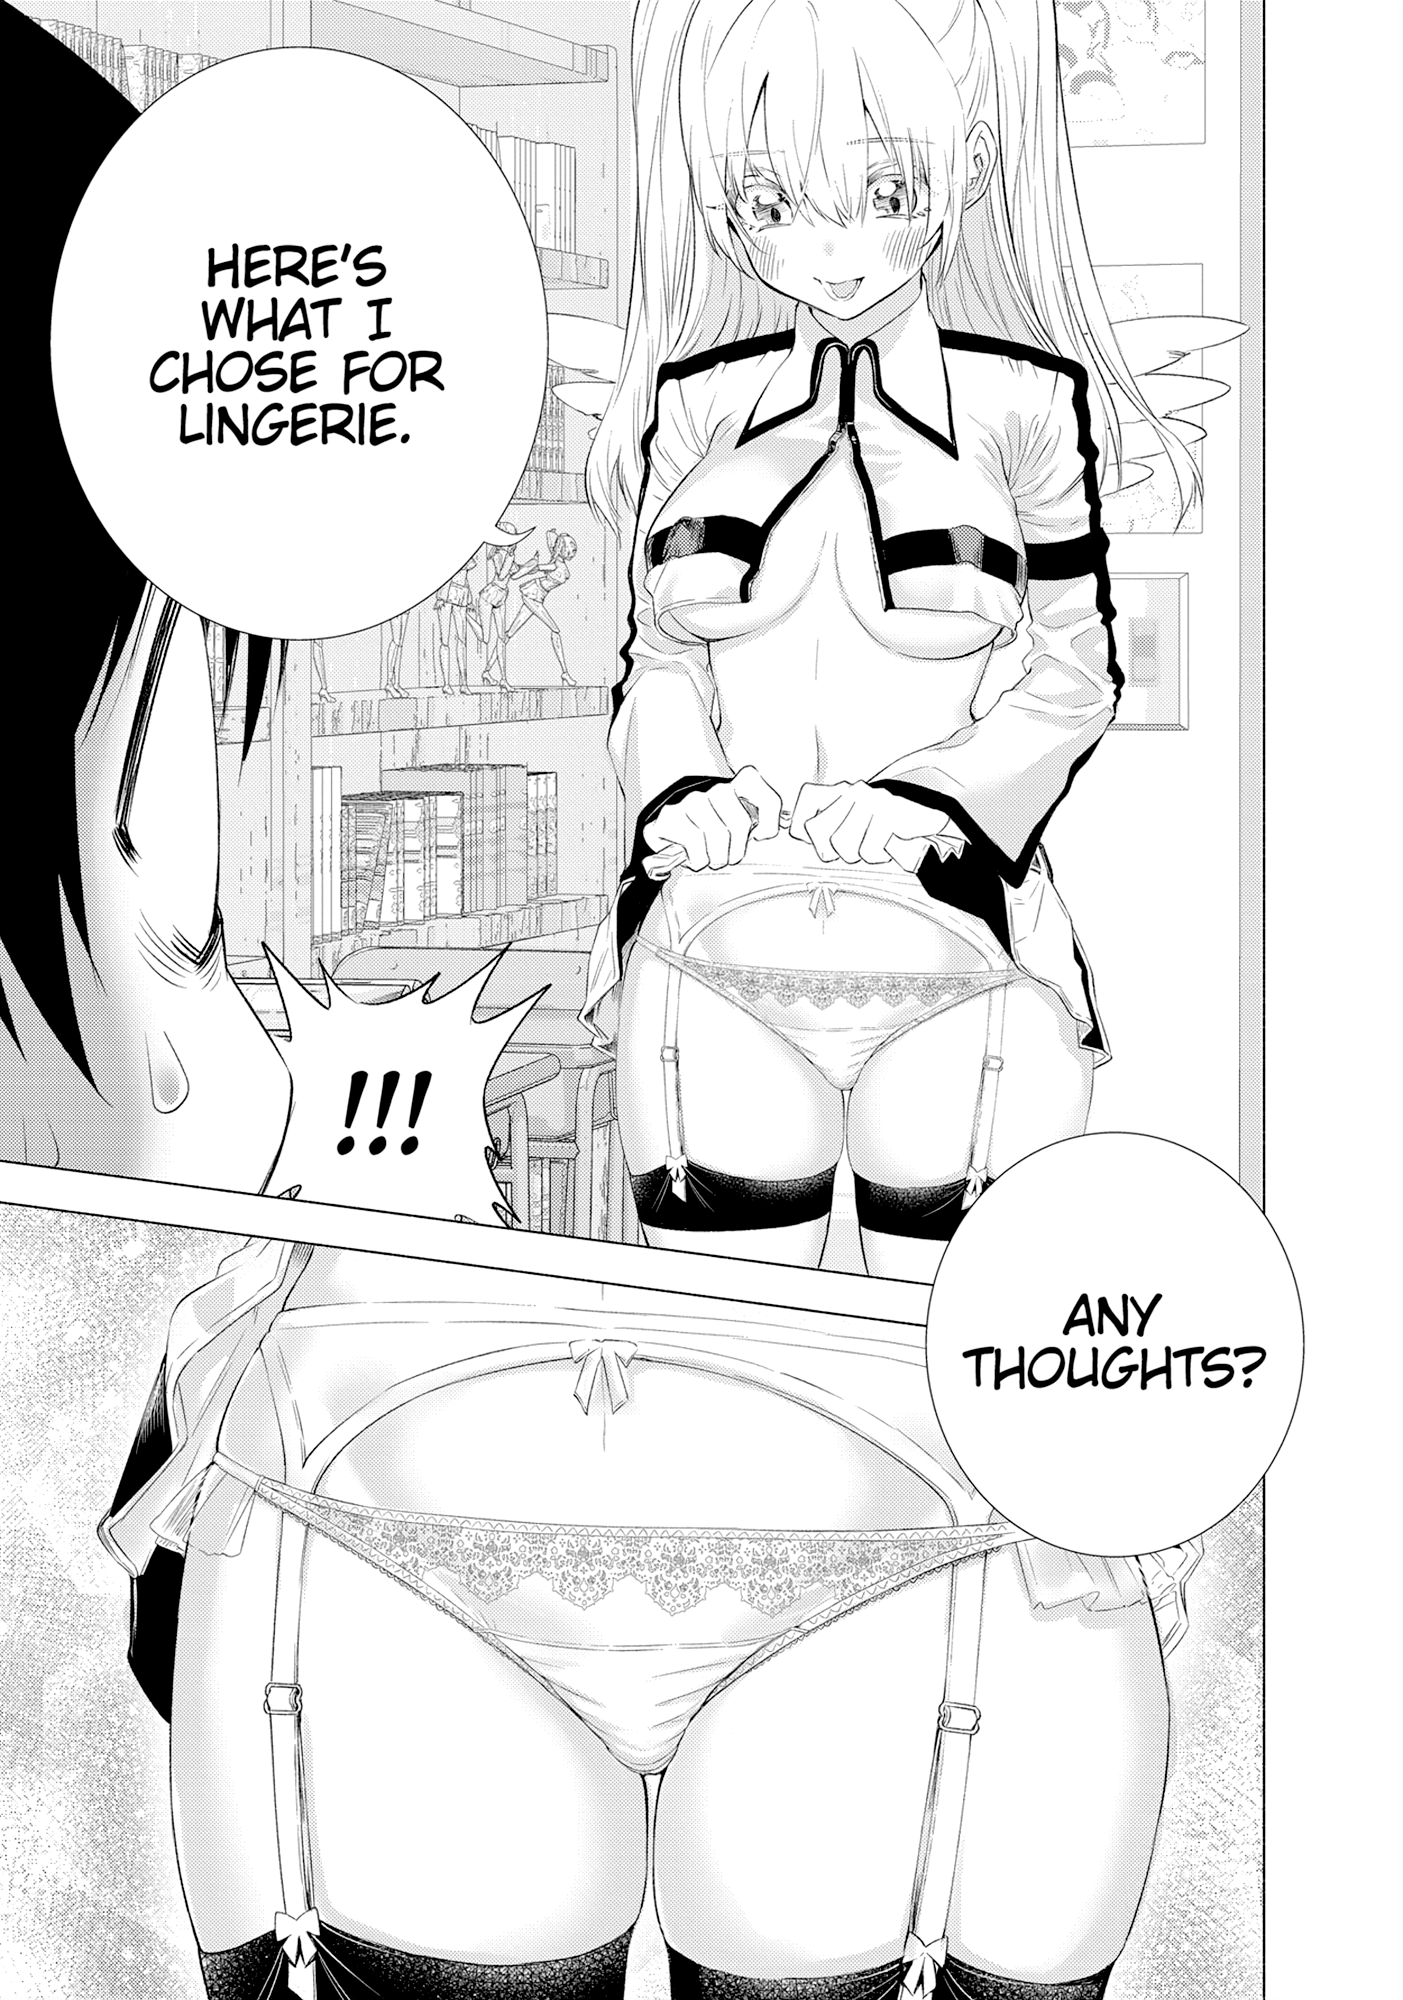 HERE'S
WHAT I
CHOSE FOR
LINGERIE.
!!!
ANY
THOUGHTS?